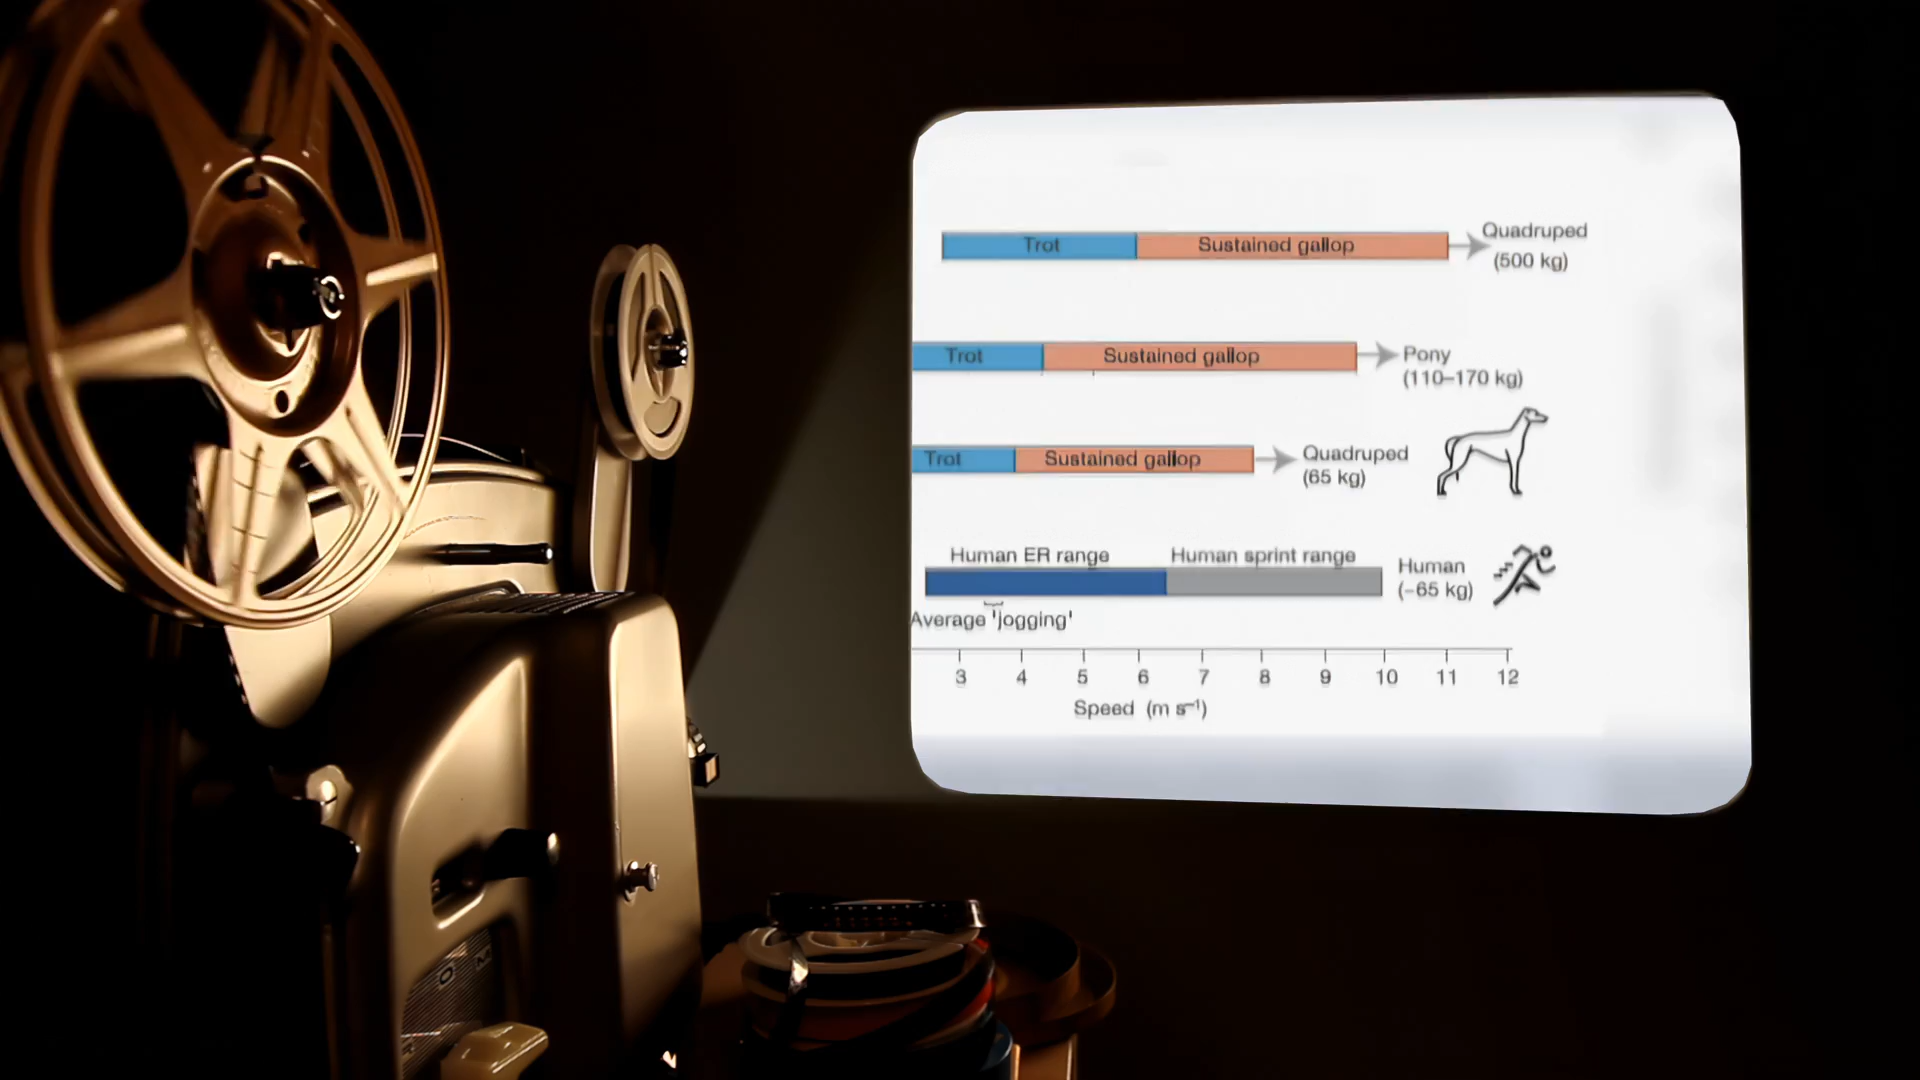 Trot Sustained gallop Quadruped
(500 kg)
Trot Sustained gallop Pony
(110–170 kg)
Trot Sustained gallop Quadruped
(65 kg)
Human ER range Human sprint range Human
(~65 kg)
Average 'jogging'
3 4 5 6 7 8 9 10 11 12
Speed (m s⁻¹)